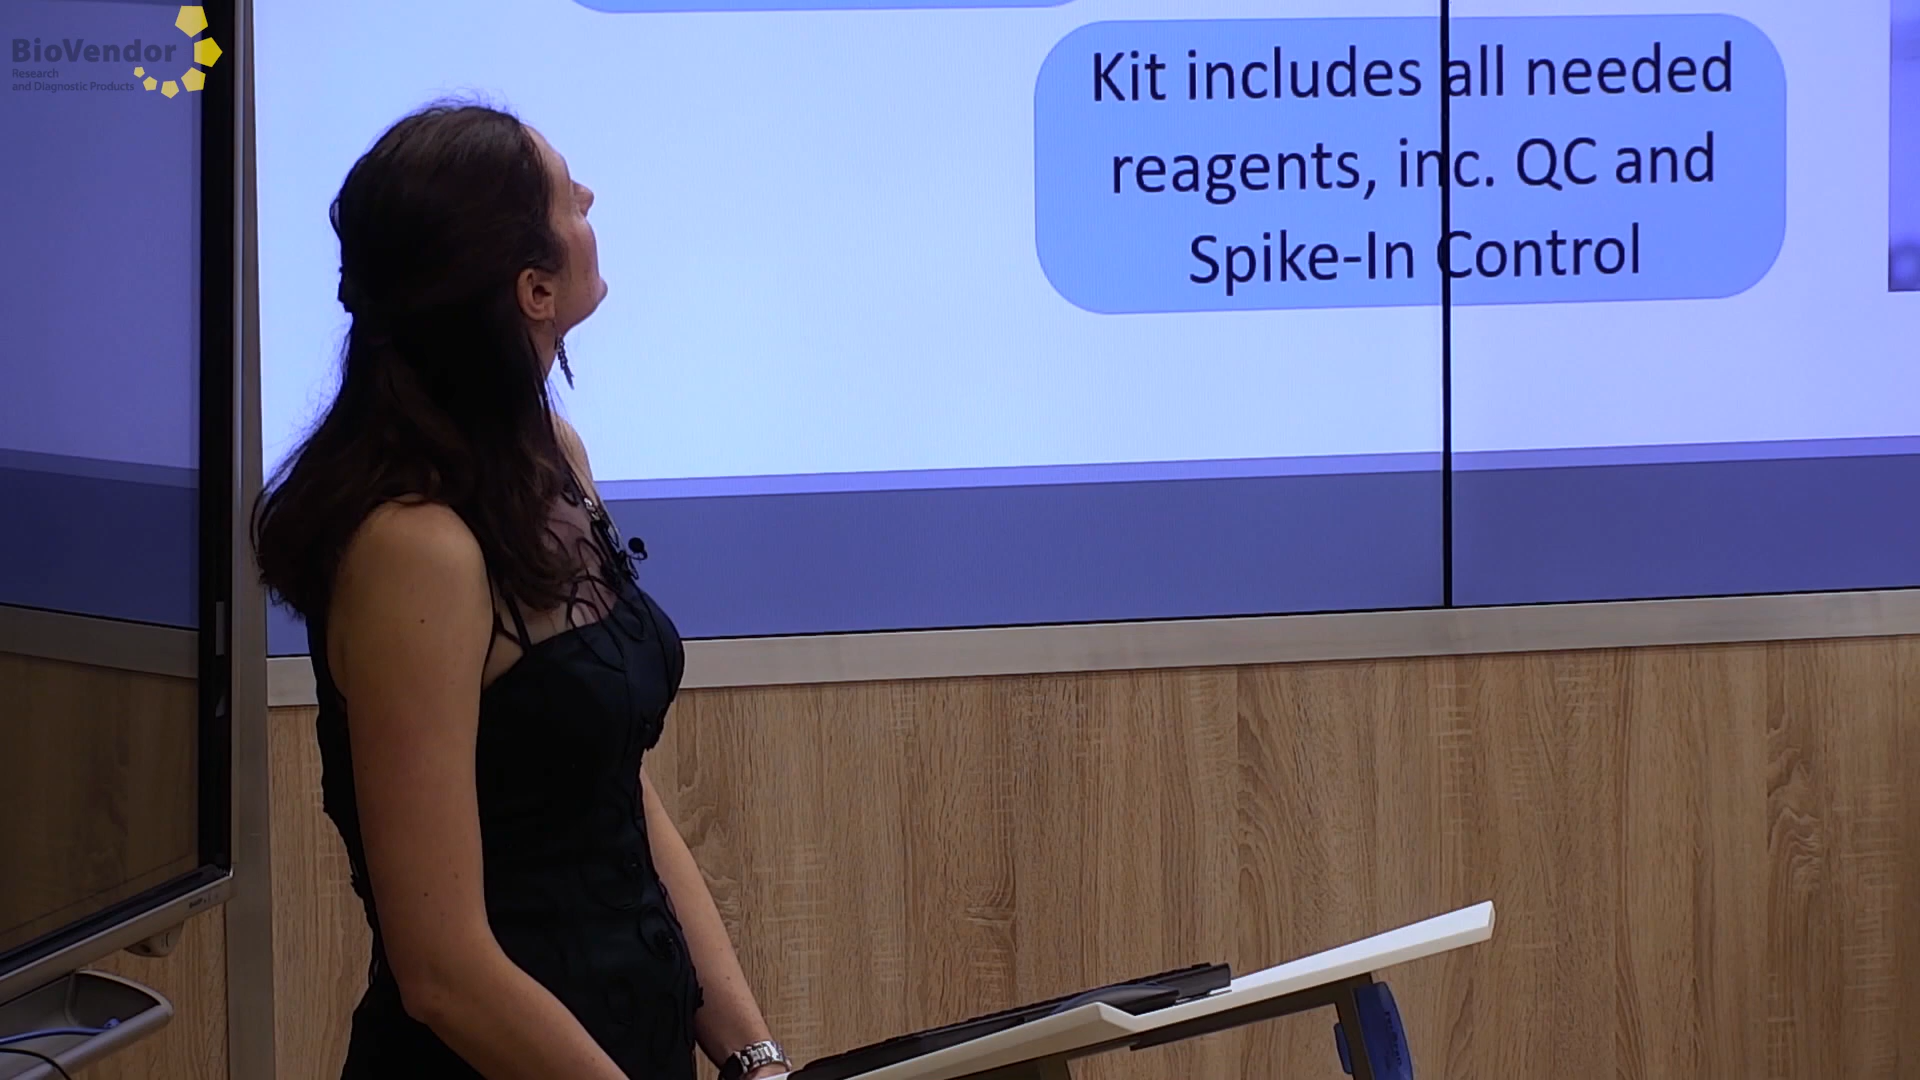 BioVendor
Research
and Diagnostic Products
Kit includes all needed
reagents, inc. QC and
Spike-In Control